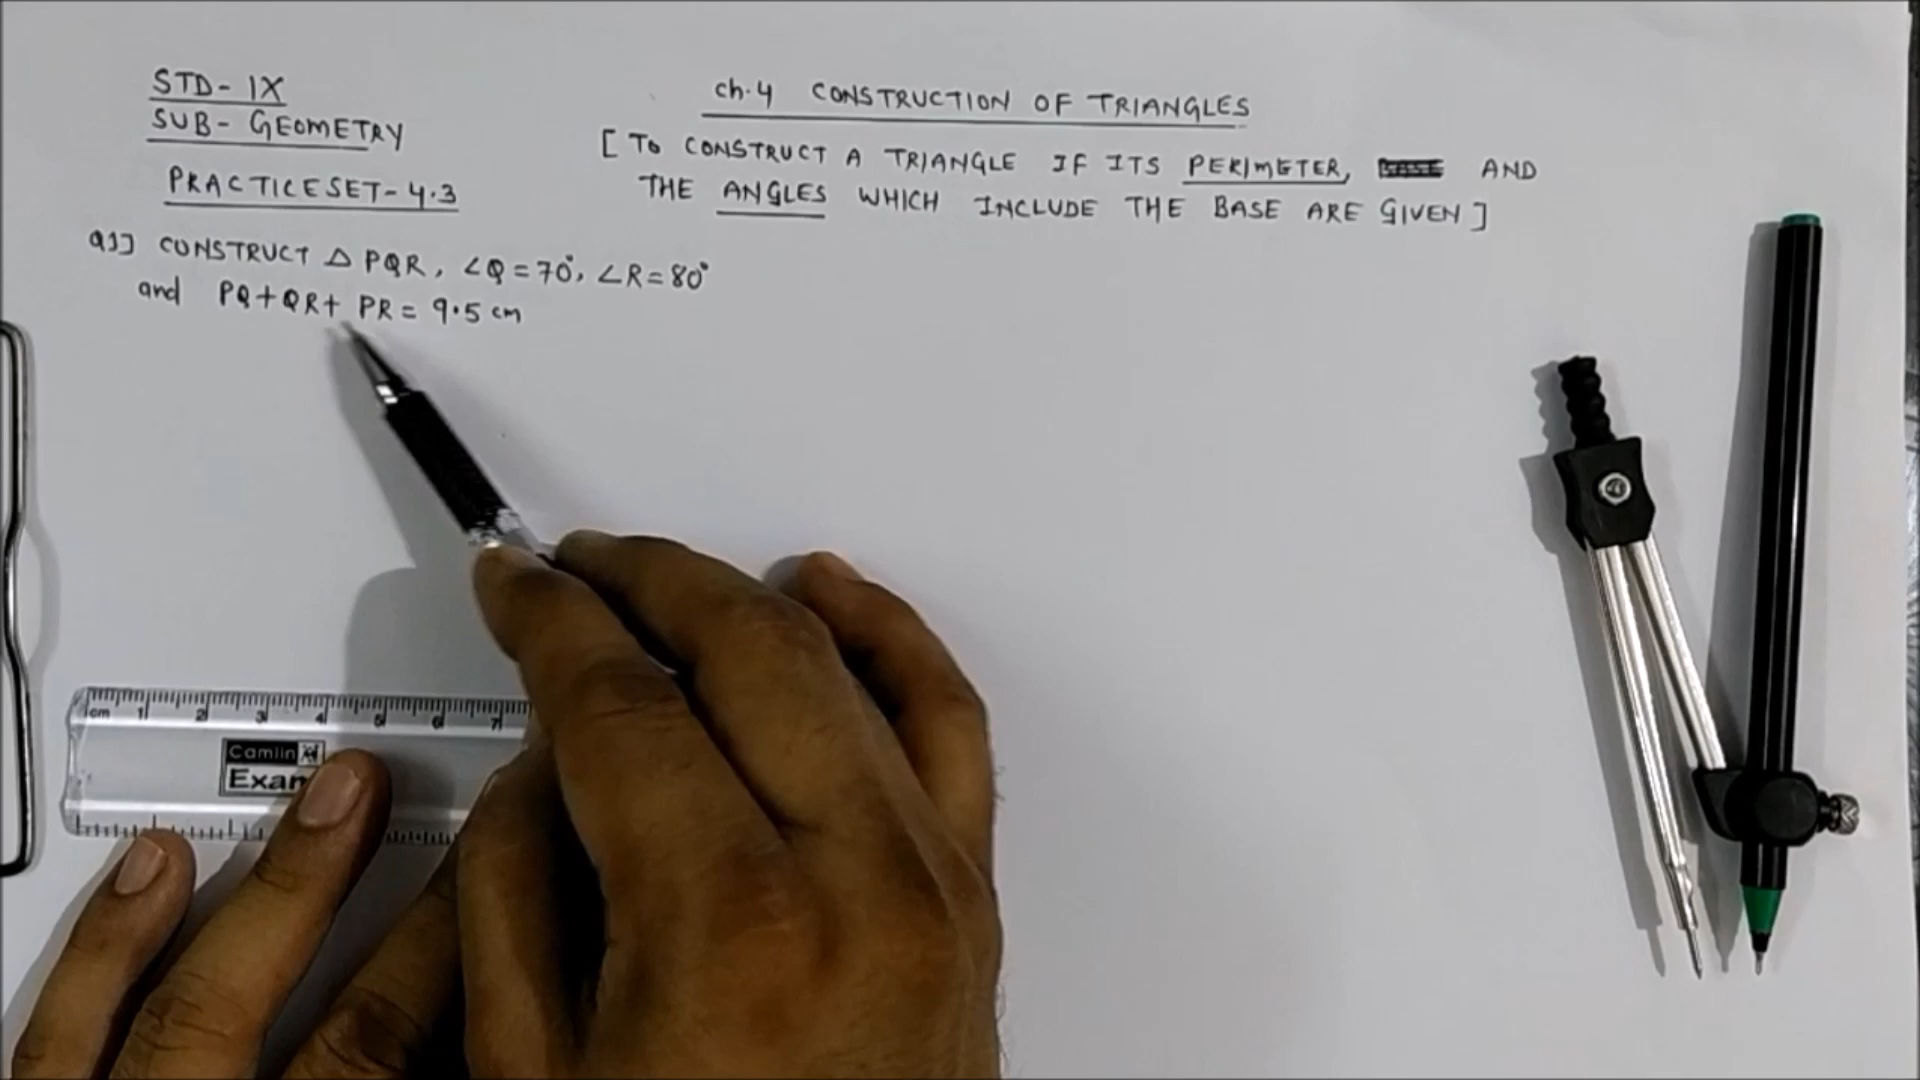 STD- IX
SUB- GEOMETRY
PRACTICE SET- 4.3
ch.4 CONSTRUCTION OF TRIANGLES
[ TO CONSTRUCT A TRIANGLE IF ITS PERIMETER, AND
THE ANGLES WHICH INCLUDE THE BASE ARE GIVEN ]
Q1] CONSTRUCT △ PQR, ∠Q = 70°, ∠R = 80°
and PQ+QR+ PR = 9.5 cm
cm 1 2 3 4 5 6 7
Camlin
Exam